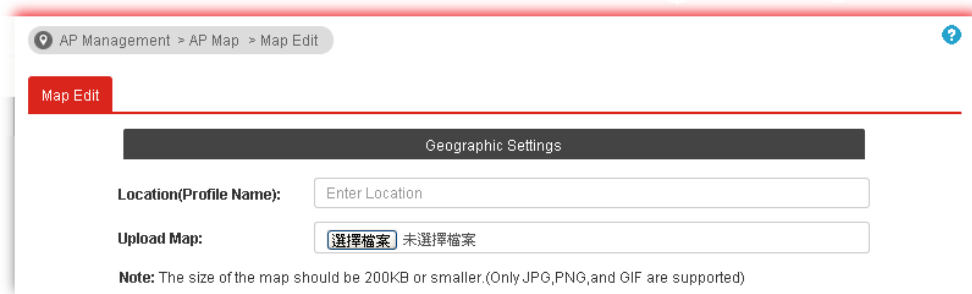 AP Management > AP Map > Map Edit
?
Map Edit
Geographic Settings
Location(Profile Name): Enter Location
Upload Map: 選擇檔案 未選擇檔案
Note: The size of the map should be 200KB or smaller.(Only JPG,PNG,and GIF are supported)